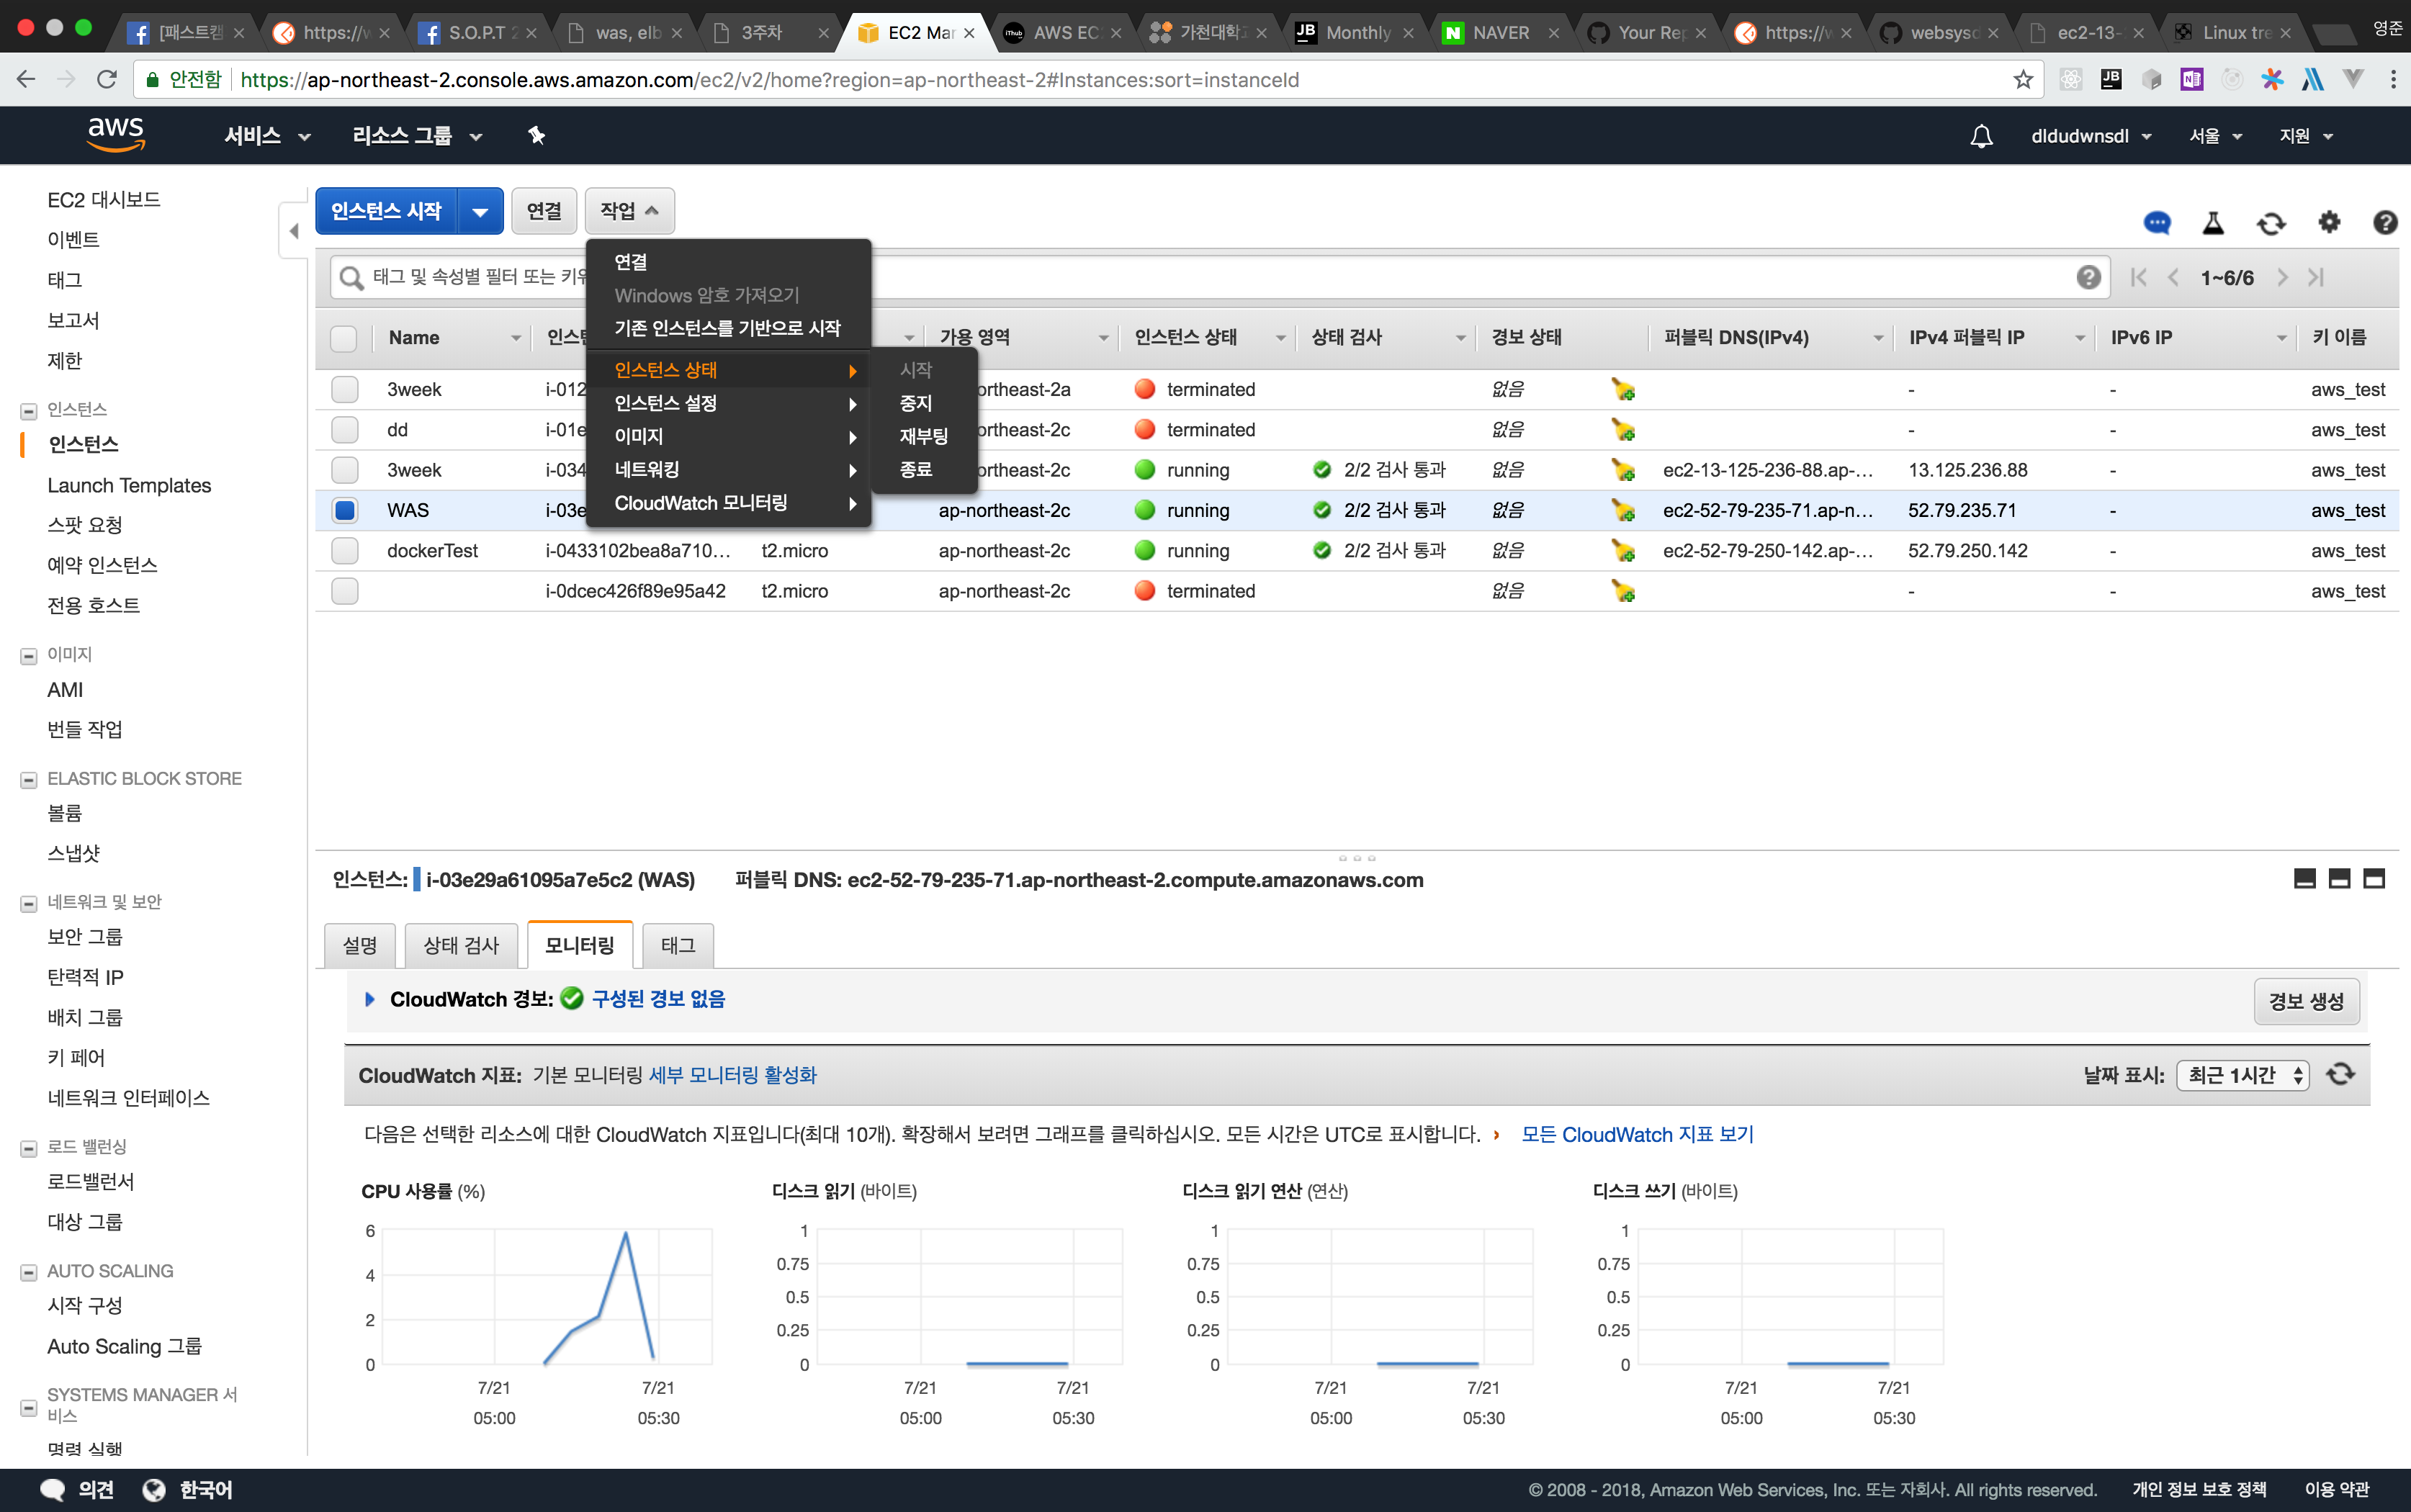 [패스트캠 https://w S.O.P.T 2 was, elb 3주차 EC2 Mar AWS EC 가천대학교 Monthly NAVER Your Rep https://w websysd ec2-13- Linux tre 영준
안전함 https://ap-northeast-2.console.aws.amazon.com/ec2/v2/home?region=ap-northeast-2#Instances:sort=instanceId
aws 서비스 리소스 그룹 dldudwnsdl 서울 지원
EC2 대시보드
이벤트
태그
보고서
제한
인스턴스
인스턴스
Launch Templates
스팟 요청
예약 인스턴스
전용 호스트
이미지
AMI
번들 작업
ELASTIC BLOCK STORE
볼륨
스냅샷
네트워크 및 보안
보안 그룹
탄력적 IP
배치 그룹
키 페어
네트워크 인터페이스
로드 밸런싱
로드밸런서
대상 그룹
AUTO SCALING
시작 구성
Auto Scaling 그룹
SYSTEMS MANAGER 서
비스
명령 실행
인스턴스 시작 연결 작업
태그 및 속성별 필터 또는 키워 1~6/6
연결
Windows 암호 가져오기
기존 인스턴스를 기반으로 시작
인스턴스 상태
인스턴스 설정
이미지
네트워킹
CloudWatch 모니터링
시작
중지
재부팅
종료
Name 인스턴 가용 영역 인스턴스 상태 상태 검사 경보 상태 퍼블릭 DNS(IPv4) IPv4 퍼블릭 IP IPv6 IP 키 이름
3week i-012 ortheast-2a terminated 없음 - - aws_test
dd i-01e ortheast-2c terminated 없음 - - aws_test
3week i-034 ortheast-2c running 2/2 검사 통과 없음 ec2-13-125-236-88.ap-... 13.125.236.88 - aws_test
WAS i-03e ap-northeast-2c running 2/2 검사 통과 없음 ec2-52-79-235-71.ap-n... 52.79.235.71 - aws_test
dockerTest i-0433102bea8a710... t2.micro ap-northeast-2c running 2/2 검사 통과 없음 ec2-52-79-250-142.ap-... 52.79.250.142 - aws_test
i-0dcec426f89e95a42 t2.micro ap-northeast-2c terminated 없음 - - aws_test
인스턴스: i-03e29a61095a7e5c2 (WAS) 퍼블릭 DNS: ec2-52-79-235-71.ap-northeast-2.compute.amazonaws.com
설명 상태 검사 모니터링 태그
CloudWatch 경보: 구성된 경보 없음 경보 생성
CloudWatch 지표: 기본 모니터링 세부 모니터링 활성화 날짜 표시: 최근 1시간
다음은 선택한 리소스에 대한 CloudWatch 지표입니다(최대 10개). 확장해서 보려면 그래프를 클릭하십시오. 모든 시간은 UTC로 표시합니다. 모든 CloudWatch 지표 보기
CPU 사용률 (%) 디스크 읽기 (바이트) 디스크 읽기 연산 (연산) 디스크 쓰기 (바이트)
6 1 1 1
4 0.75 0.75 0.75
2 0.5 0.5 0.5
0.25 0.25 0.25
0 0 0 0
7/21 7/21 7/21 7/21 7/21 7/21 7/21 7/21
05:00 05:30 05:00 05:30 05:00 05:30 05:00 05:30
의견 한국어 © 2008 - 2018, Amazon Web Services, Inc. 또는 자회사. All rights reserved. 개인 정보 보호 정책 이용 약관